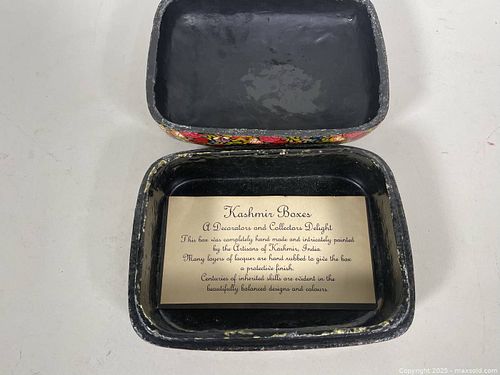 Kashmir Boxes
A Decorators and Collectors Delight
This box was completely hand made and intricately painted
by the Artisans of Kashmir, India.
Many layers of lacquer are hand rubbed to give the box
a protective finish.
Centuries of inherited skills are evident in the
beautifully balanced designs and colours.
Copyright 2025 - maxsold.com